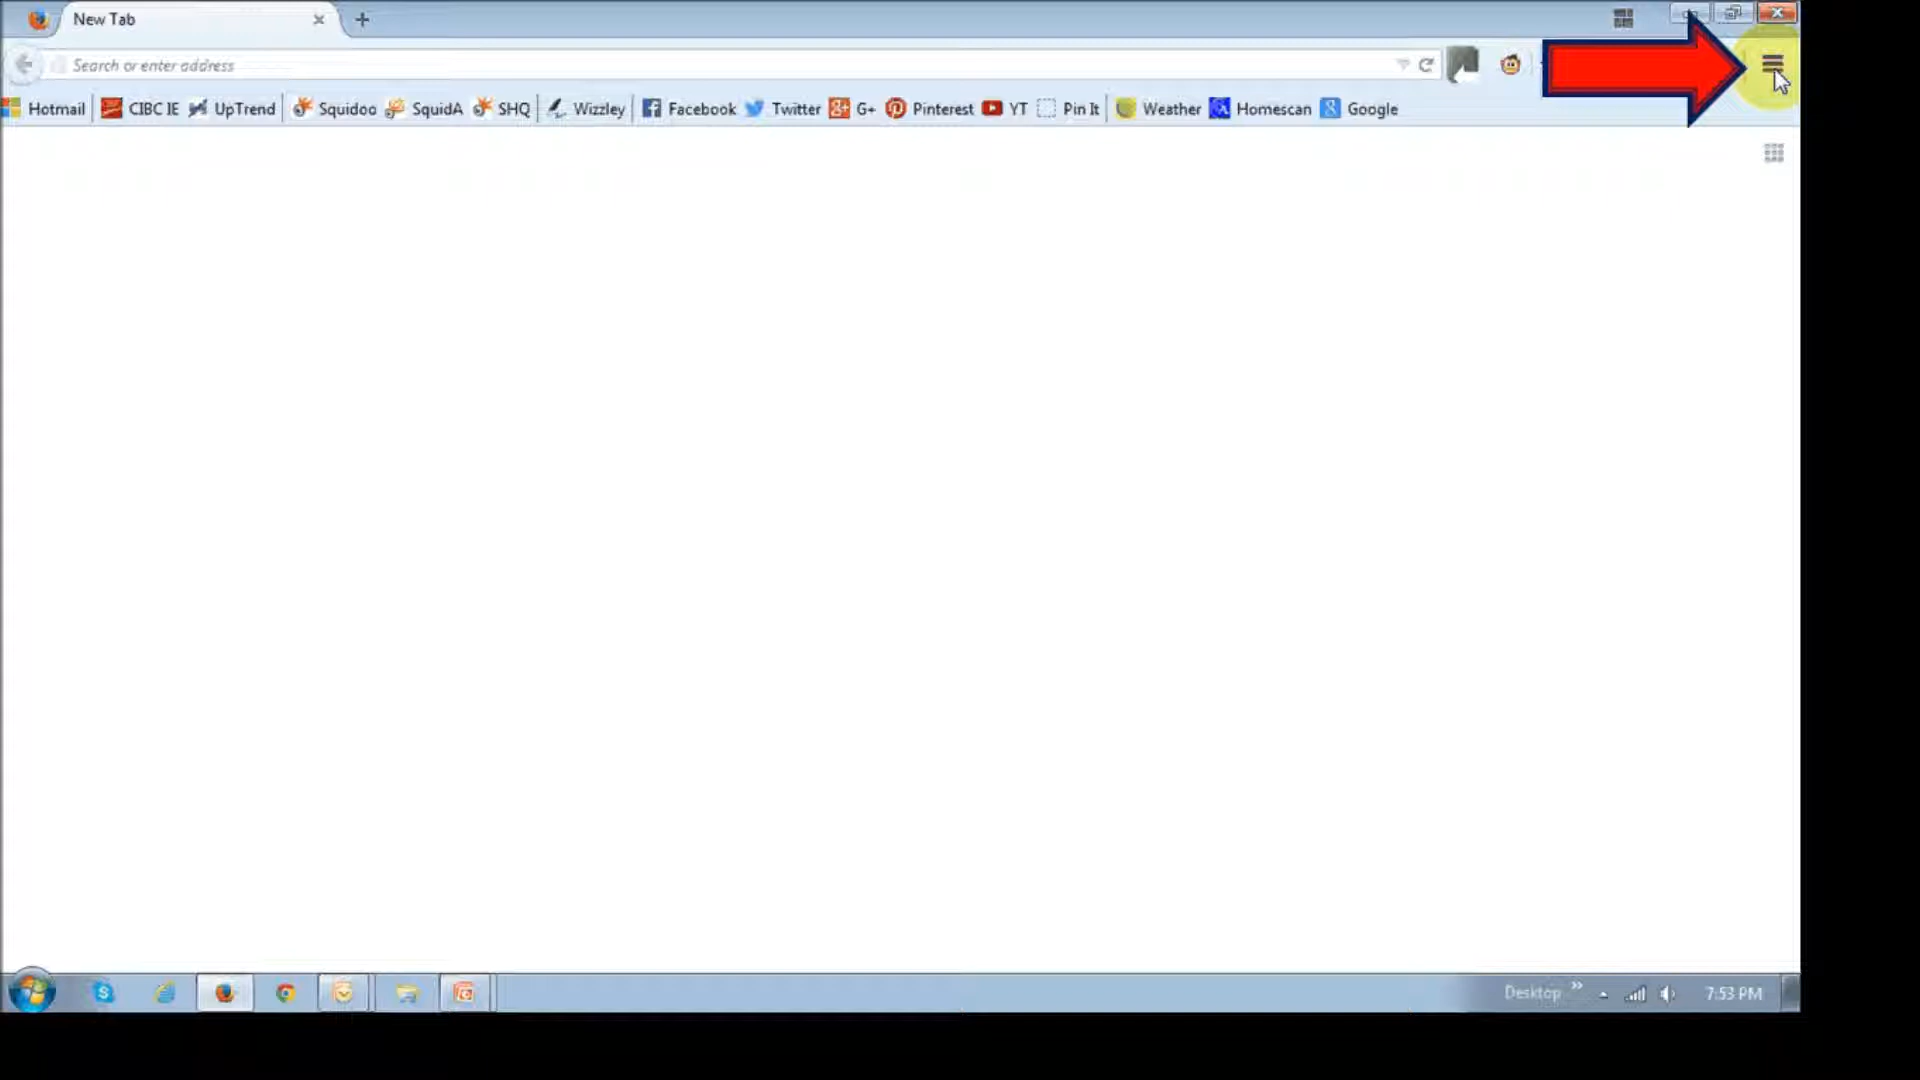 New Tab
Search or enter address
Hotmail CIBC IE UpTrend Squidoo SquidA SHQ Wizzley Facebook Twitter G+ Pinterest YT Pin It Weather Homescan Google
Desktop 7:53 PM